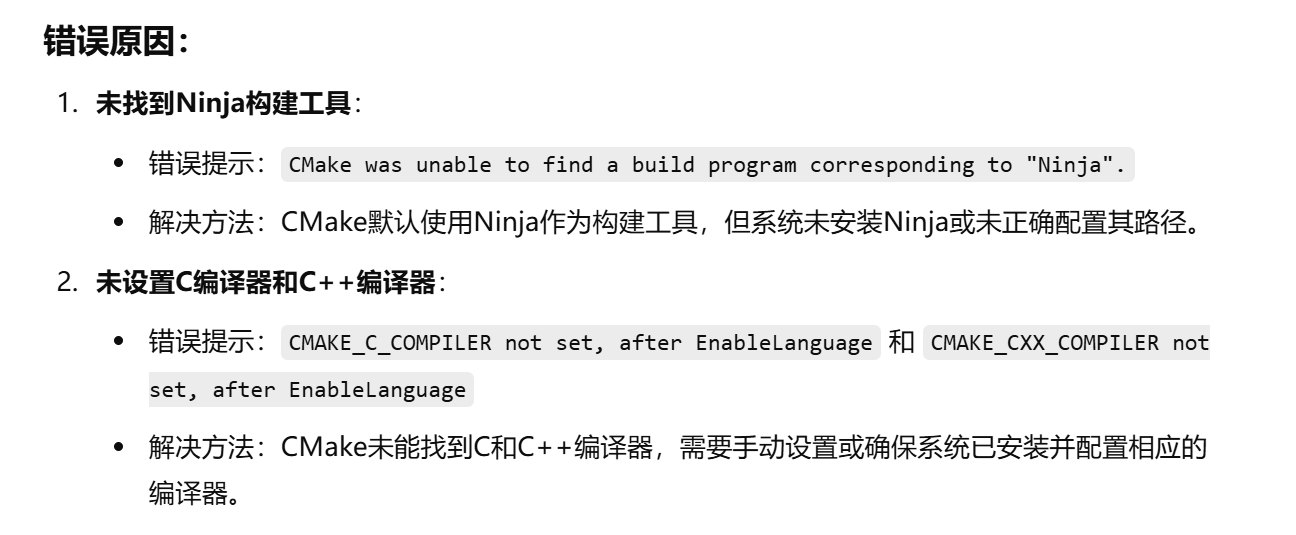 错误原因：
1. 未找到Ninja构建工具：
• 错误提示：CMake was unable to find a build program corresponding to "Ninja".
• 解决方法：CMake默认使用Ninja作为构建工具，但系统未安装Ninja或未正确配置其路径。
2. 未设置C编译器和C++编译器：
• 错误提示：CMAKE_C_COMPILER not set, after EnableLanguage 和 CMAKE_CXX_COMPILER not
set, after EnableLanguage
• 解决方法：CMake未能找到C和C++编译器，需要手动设置或确保系统已安装并配置相应的
编译器。